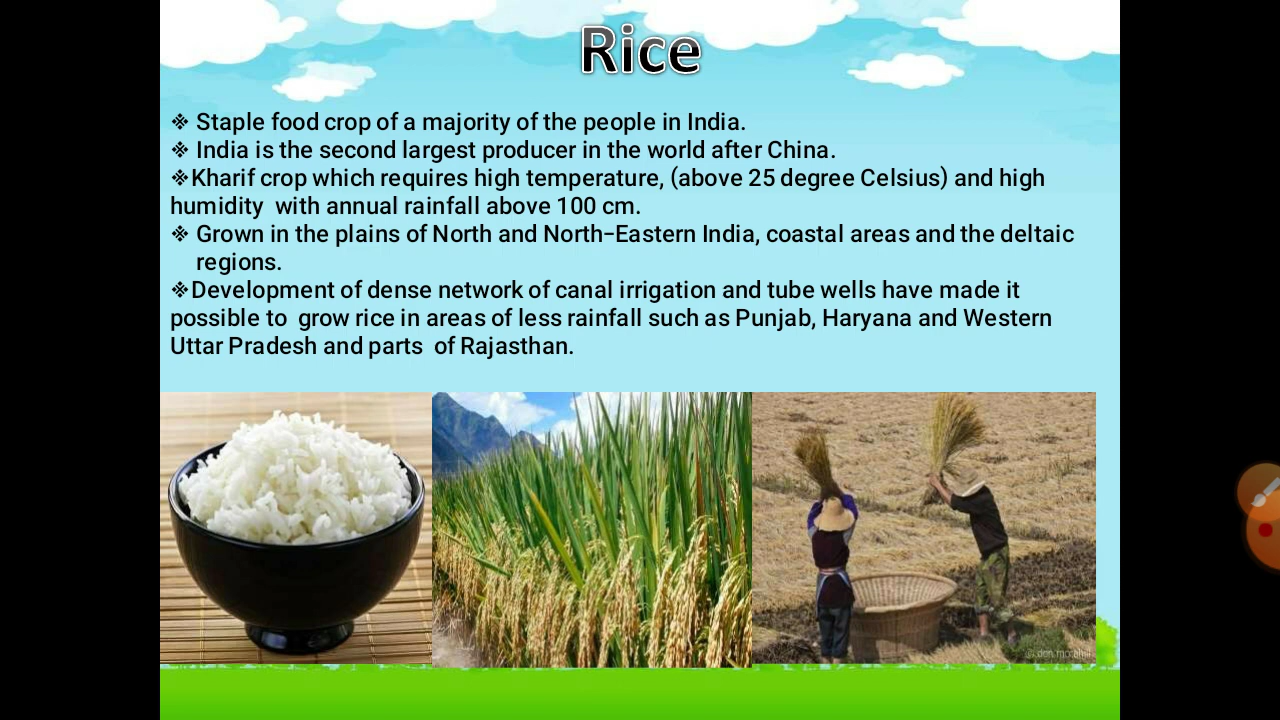 Rice
❖ Staple food crop of a majority of the people in India.
❖ India is the second largest producer in the world after China.
❖Kharif crop which requires high temperature, (above 25 degree Celsius) and high
humidity with annual rainfall above 100 cm.
❖ Grown in the plains of North and North-Eastern India, coastal areas and the deltaic
regions.
❖Development of dense network of canal irrigation and tube wells have made it
possible to grow rice in areas of less rainfall such as Punjab, Haryana and Western
Uttar Pradesh and parts of Rajasthan.